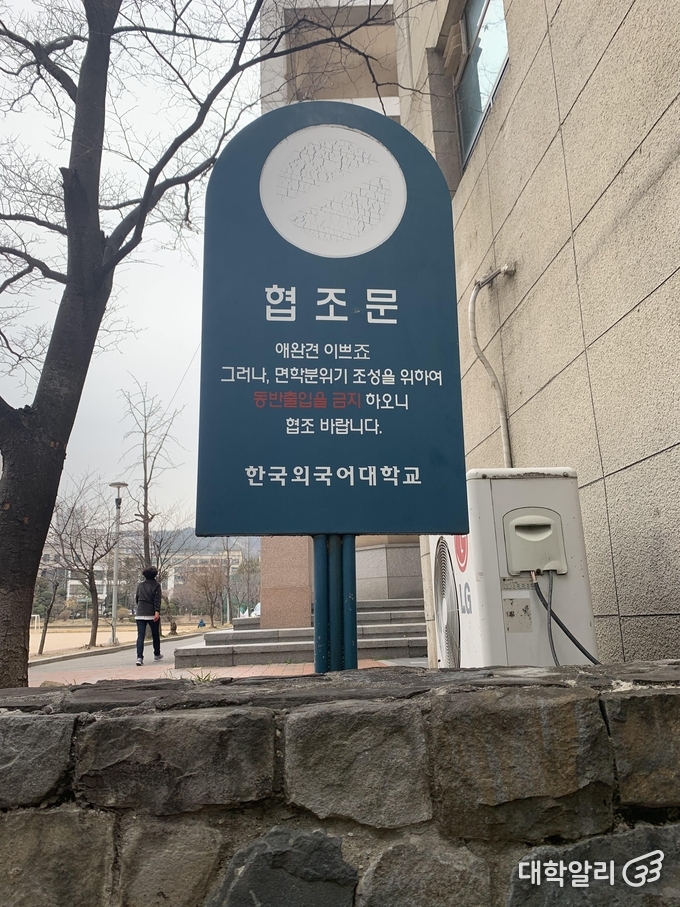 협조문
애완견 이쁘죠
그러나, 면학분위기 조성을 위하여
동반출입을 금지 하오니
협조 바랍니다.
한국외국어대학교
LG
대학알리